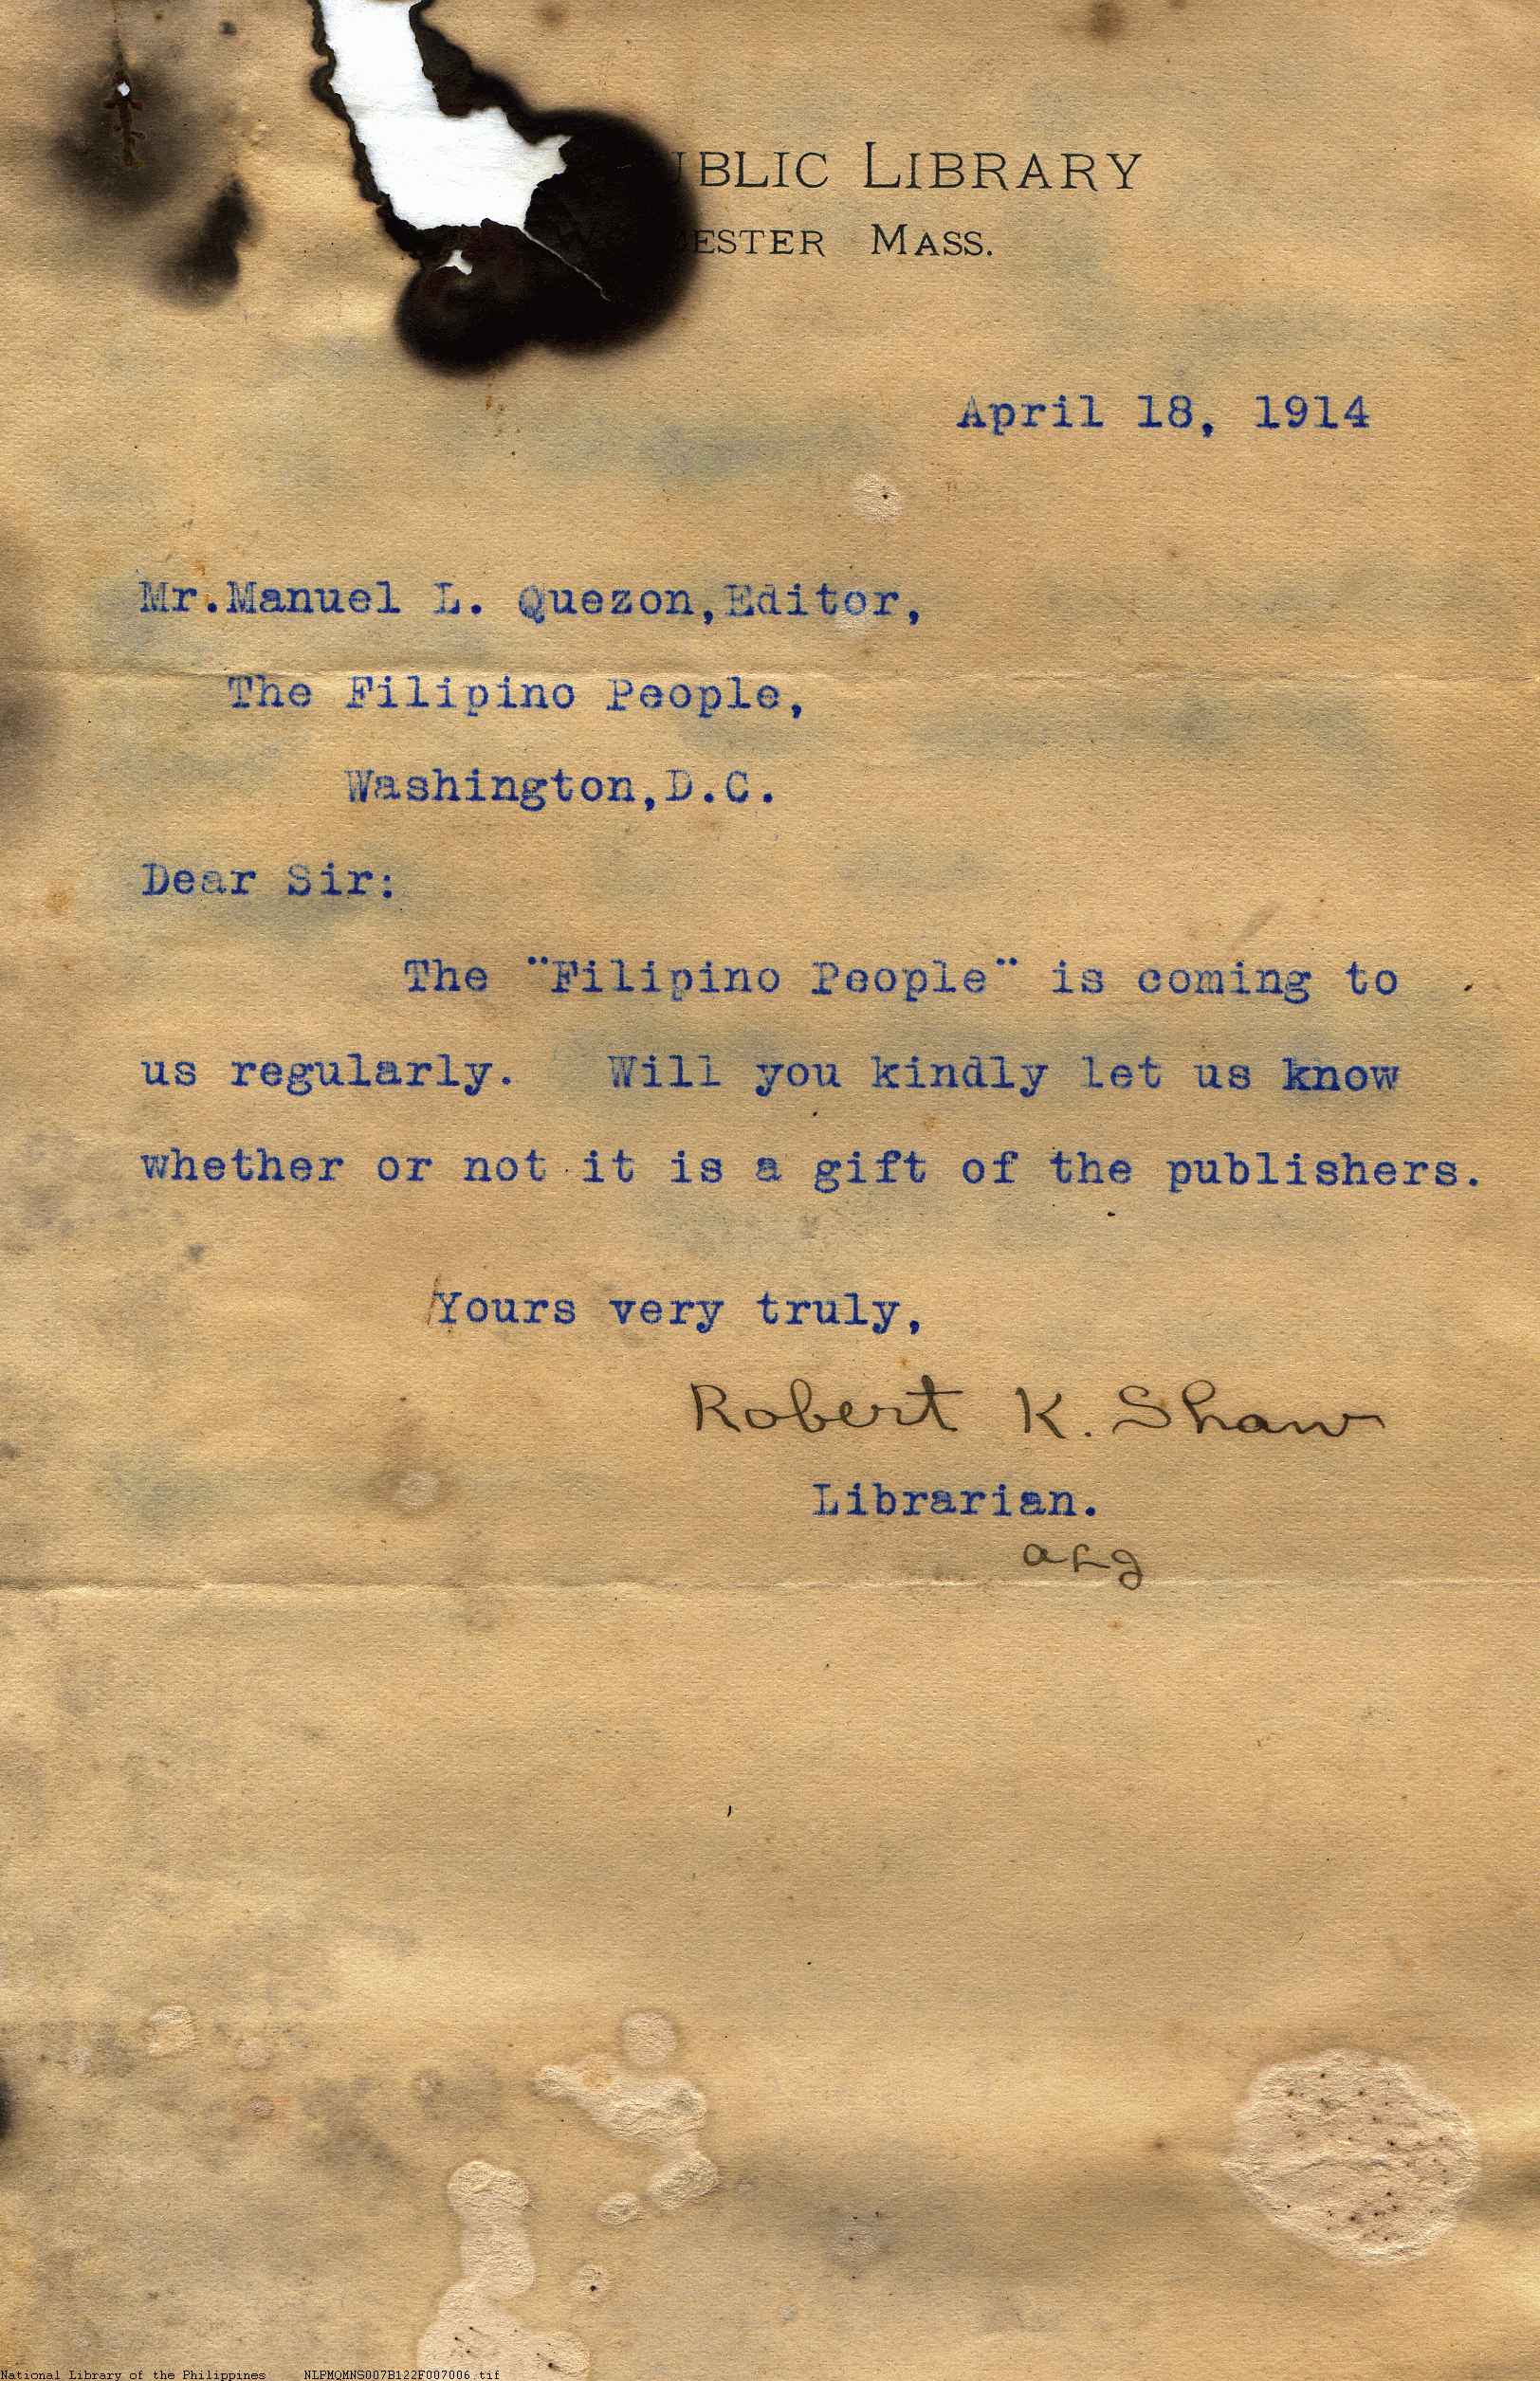 UBLIC LIBRARY
ESTER MASS.
April 18, 1914
Mr.Manuel L. Quezon,Editor,
The Filipino People,
Washington,D.C.
Dear Sir:
The "Filipino People" is coming to
us regularly. Will you kindly let us know
whether or not it is a gift of the publishers.
Yours very truly,
Robert K. Shaw
Librarian.
National Library of the Philippines NLPMQMNS007B122F007006.tif